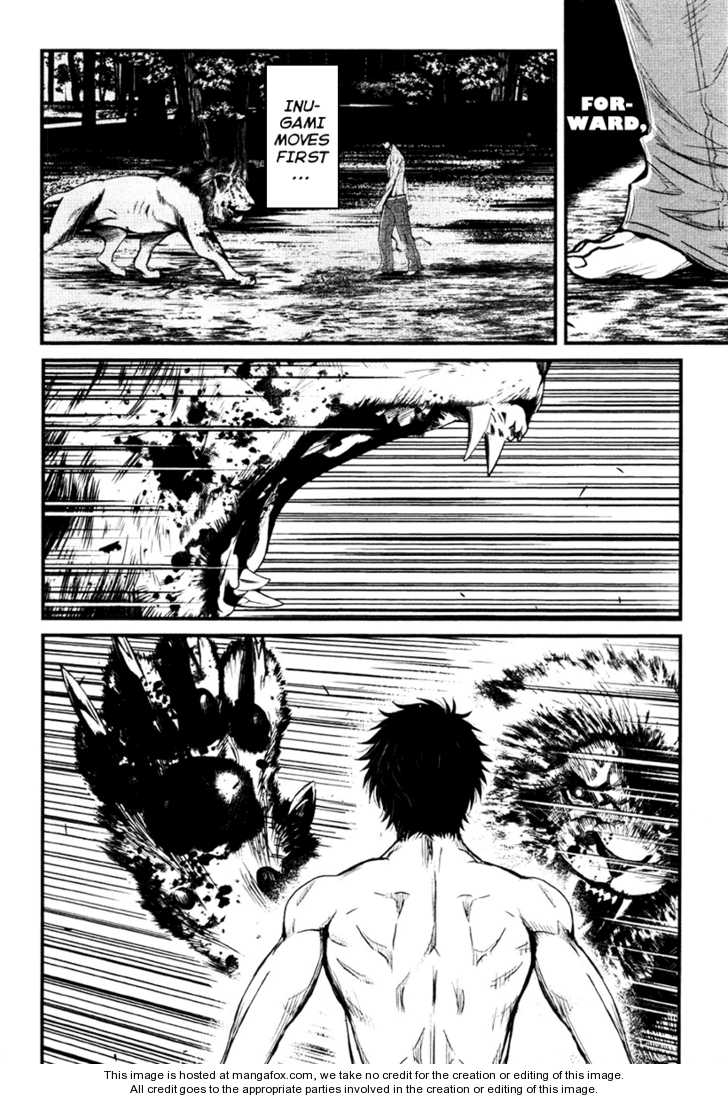 FOR-
WARD,
INU-
GAMI
MOVES
FIRST
...
This image is hosted at mangafox.com, we take no credit for the creation or editing of this image.
All credit goes to the appropriate parties involved in the creation or editing of this image.